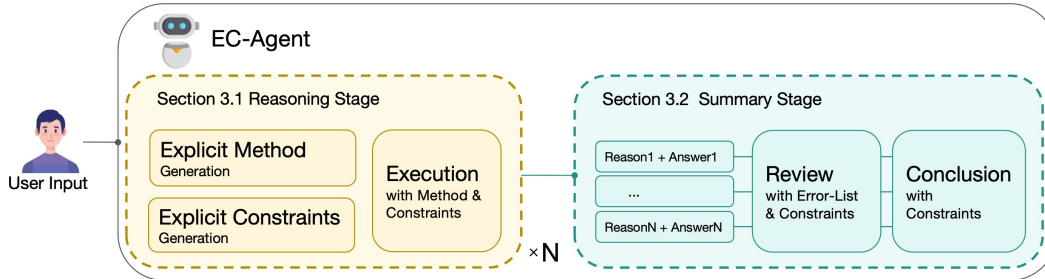 EC-Agent
User Input
Section 3.1 Reasoning Stage
Explicit Method
Generation
Explicit Constraints
Generation
Execution
with Method &
Constraints
×N
Section 3.2 Summary Stage
Reason1 + Answer1
...
ReasonN + AnswerN
Review
with Error-List
& Constraints
Conclusion
with
Constraints